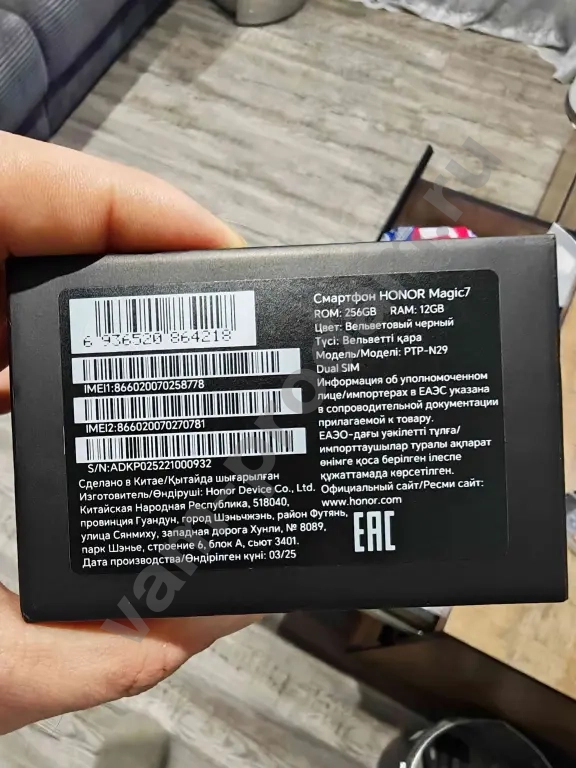 6 936520 864218
IMEI1:866020070258778
IMEI2:866020070270781
S/N:ADKP025221000932
Смартфон HONOR Magic7
ROM: 256GB RAM: 12GB
Цвет: Вельветовый черный
Түсі: Вельветті қара
Модель/Моделі: PTP-N29
Dual SIM
Информация об уполномоченном
лице/импортерах в ЕАЭС указана
в сопроводительной документации
прилагаемой к товару.
ЕАЭО-дағы уәкілетті тұлға/
импорттаушылар туралы ақпарат
өнімге қоса берілген ілеспе
құжаттамада көрсетілген.
Официальный сайт/Ресми сайт:
www.honor.com
Сделано в Китае/Қытайда шығарылған
Изготовитель/Өндіруші: Honor Device Co., Ltd.
Китайская Народная Республика, 518040,
провинция Гуандун, город Шэньчжэнь, район Футянь,
улица Сянмиху, западная дорога Хунли, № 8089,
парк Шэнье, строение 6, блок А, сьют 3401.
Дата производства/Өндірілген күні: 03/25
EAC